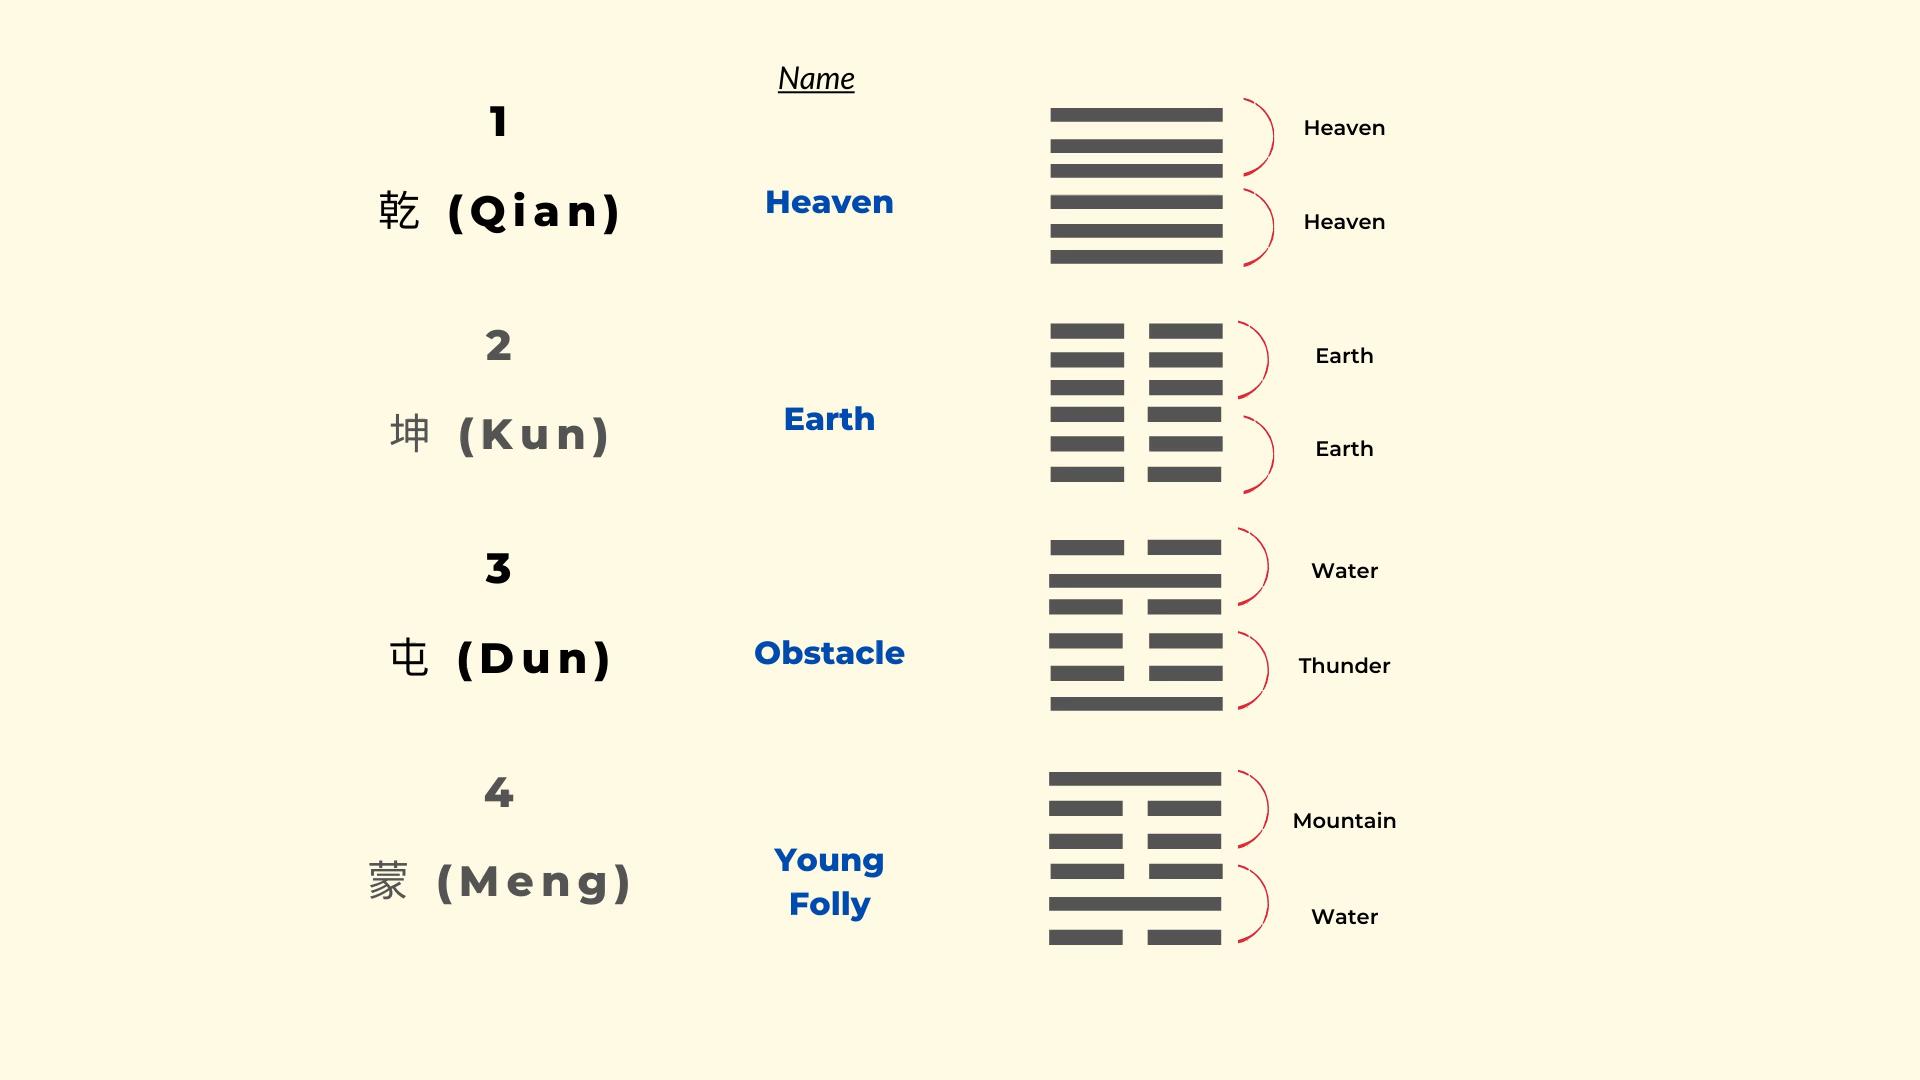 Name
1
乾 (Qian)
Heaven
Heaven
Heaven
2
坤 (Kun)
Earth
Earth
Earth
3
屯 (Dun)
Obstacle
Water
Thunder
4
蒙 (Meng)
Young
Folly
Mountain
Water